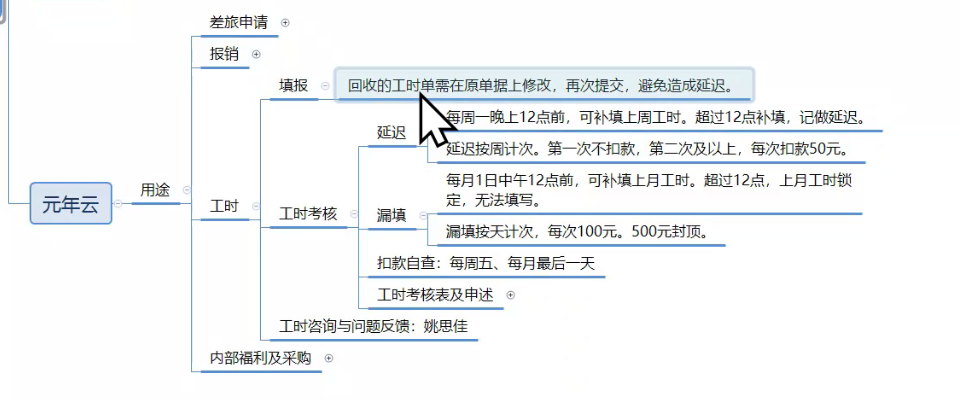 差旅申请
报销
填报
回收的工时单需在原单据上修改，再次提交，避免造成延迟。
延迟
每周一晚上12点前，可补填上周工时。超过12点补填，记做延迟。
延迟按周计次。第一次不扣款，第二次及以上，每次扣款50元。
元年云
用途
工时
工时考核
漏填
每月1日中午12点前，可补填上月工时。超过12点，上月工时锁
定，无法填写。
漏填按天计次，每次100元。500元封顶。
扣款自查：每周五、每月最后一天
工时考核表及申述
工时咨询与问题反馈：姚思佳
内部福利及采购